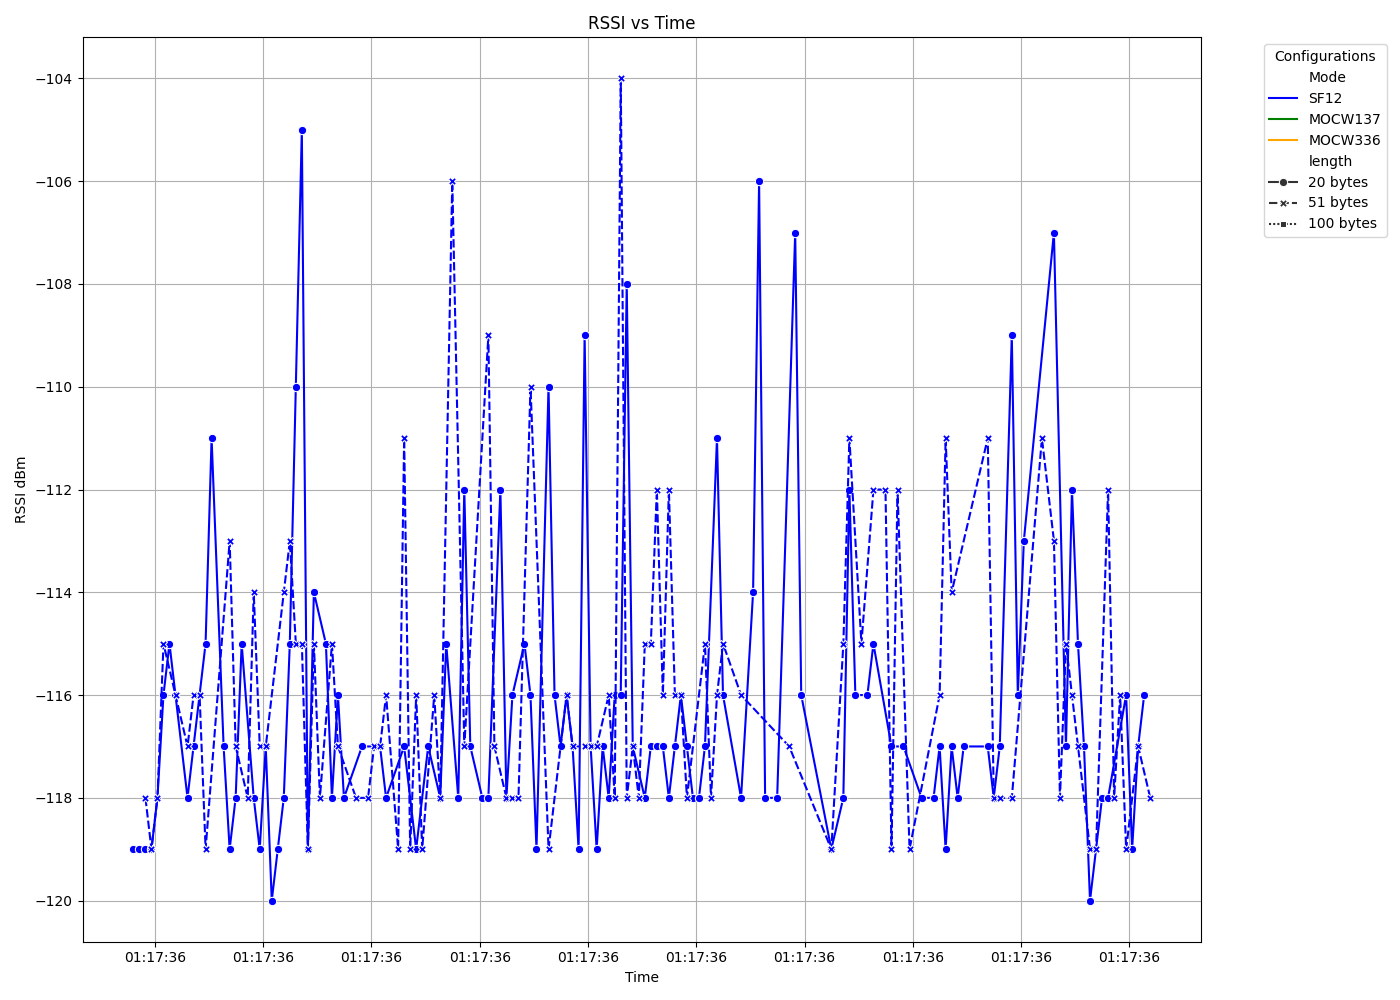 RSSI vs Time
−104
−106
−108
−110
−112
−114
−116
−118
−120
RSSI dBm
01:17:36 01:17:36 01:17:36 01:17:36 01:17:36 01:17:36 01:17:36 01:17:36 01:17:36 01:17:36
Time
Configurations
Mode
SF12
MOCW137
MOCW336
length
20 bytes
51 bytes
100 bytes